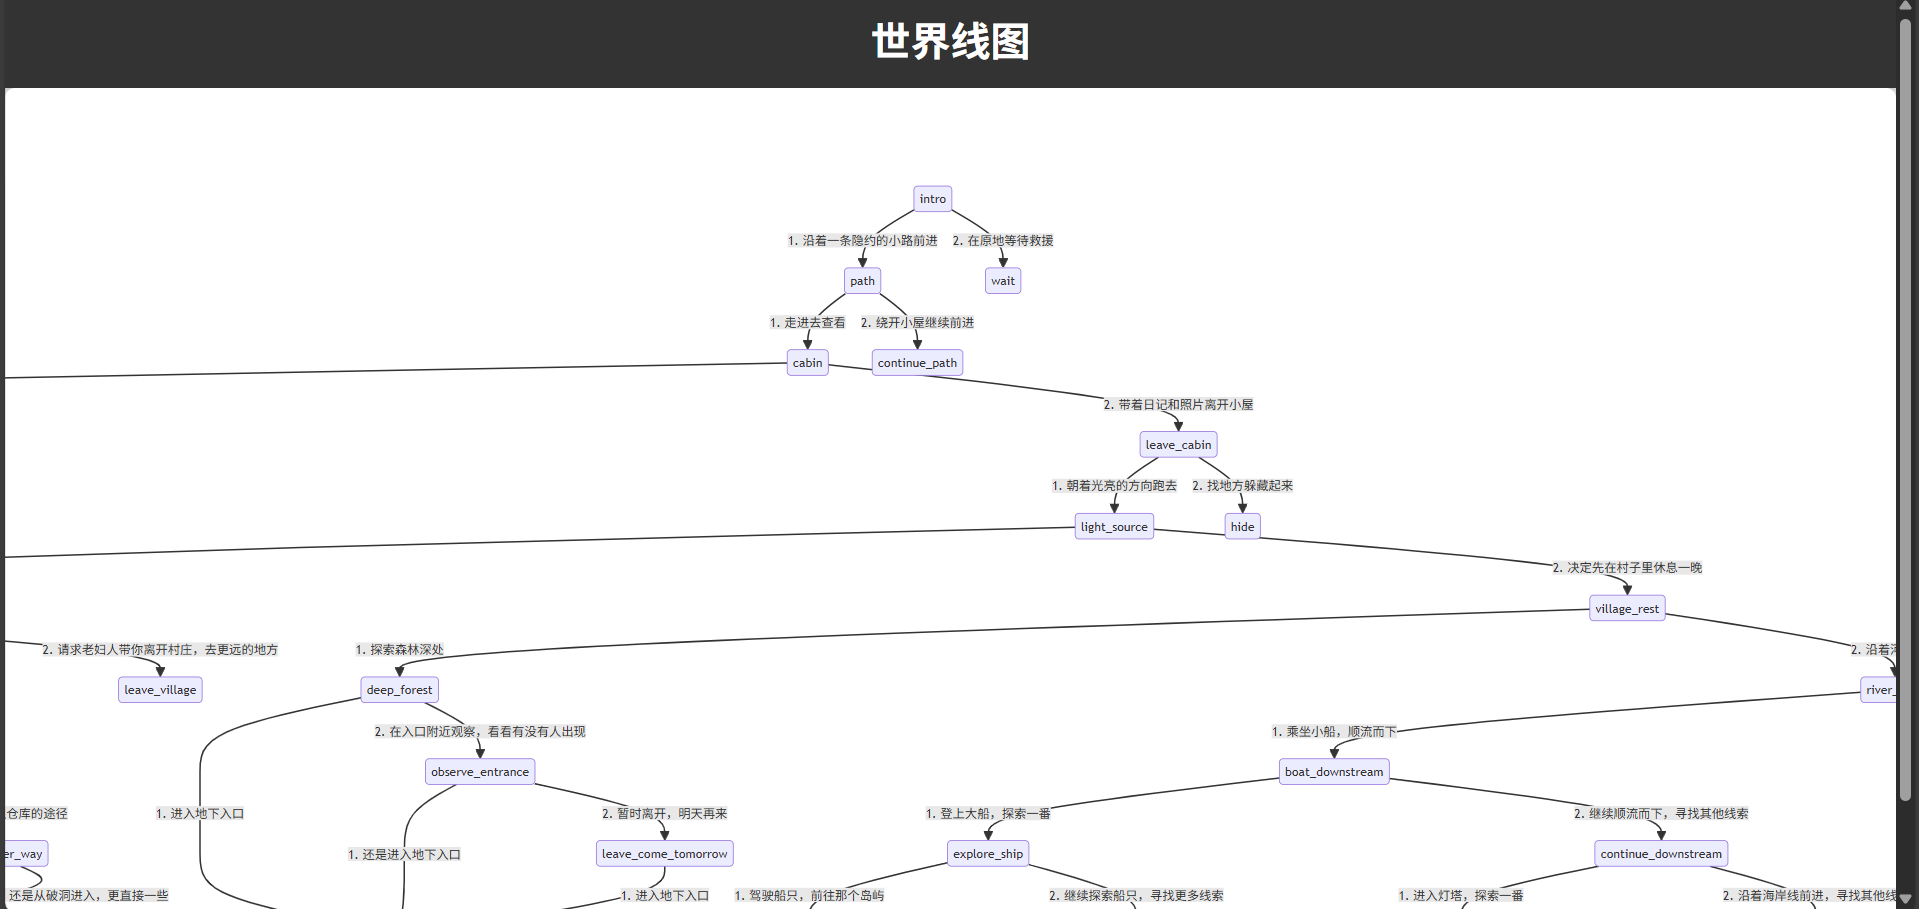 世界线图
intro
1. 沿着一条隐约的小路前进
2. 在原地等待救援
path
wait
1. 走进去查看
2. 绕开小屋继续前进
cabin
continue_path
2. 带着日记和照片离开小屋
leave_cabin
1. 朝着光亮的方向跑去
2. 找地方躲藏起来
light_source
hide
2. 决定先在村子里休息一晚
village_rest
2. 请求老妇人带你离开村庄，去更远的地方
1. 探索森林深处
2. 沿着
leave_village
deep_forest
river_
2. 在入口附近观察，看看有没有人出现
1. 乘坐小船，顺流而下
observe_entrance
boat_downstream
仓库的途径
1. 进入地下入口
2. 暂时离开，明天再来
1. 登上大船，探索一番
2. 继续顺流而下，寻找其他线索
er_way
1. 还是进入地下入口
leave_come_tomorrow
explore_ship
continue_downstream
还是从破洞进入，更直接一些
1. 进入地下入口
1. 驾驶船只，前往那个岛屿
2. 继续探索船只，寻找更多线索
1. 进入灯塔，探索一番
2. 沿着海岸线前进，寻找其他线